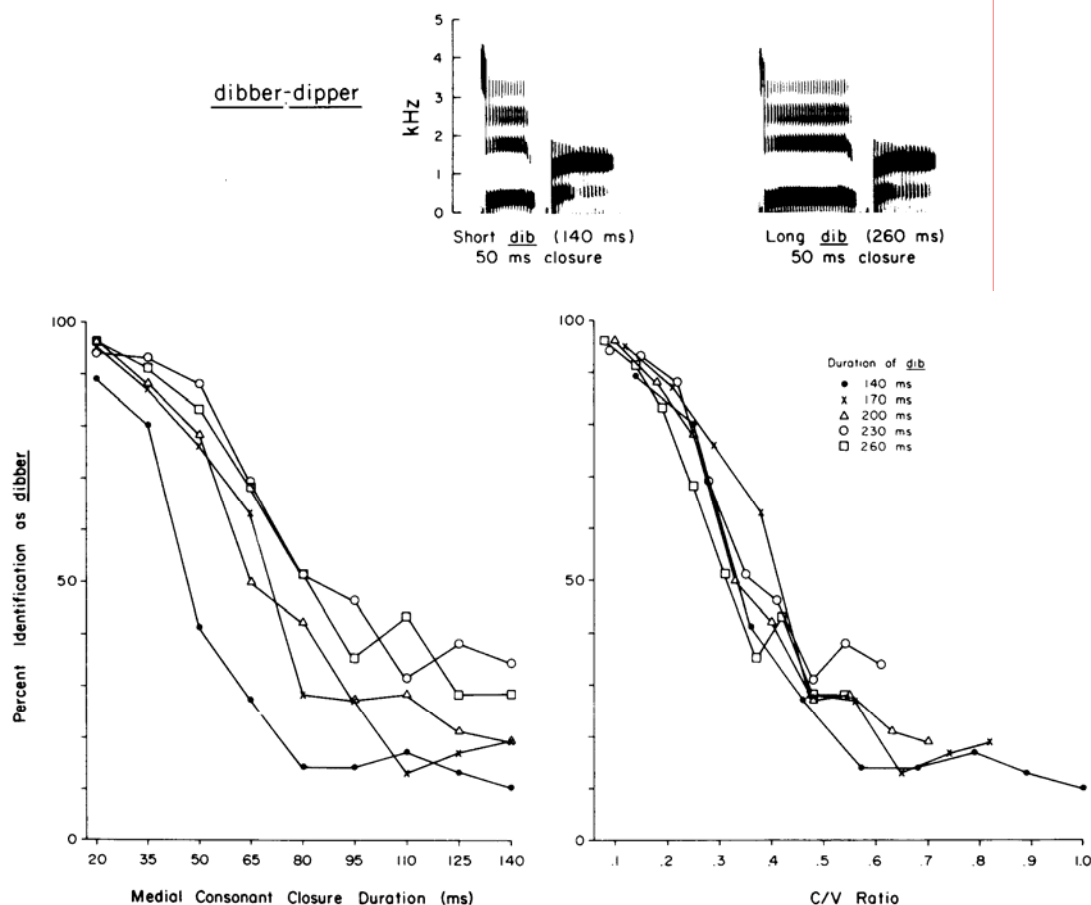 dibber-dipper
5
4
3
2
1
0
kHz
Short dib (140 ms)
50 ms closure
Long dib (260 ms)
50 ms closure
100
50
0
Percent Identification as dibber
20 35 50 65 80 95 110 125 140
Medial Consonant Closure Duration (ms)
100
50
0
Duration of dib
140 ms
170 ms
200 ms
230 ms
260 ms
.1 .2 .3 .4 .5 .6 .7 .8 .9 1.0
C/V Ratio